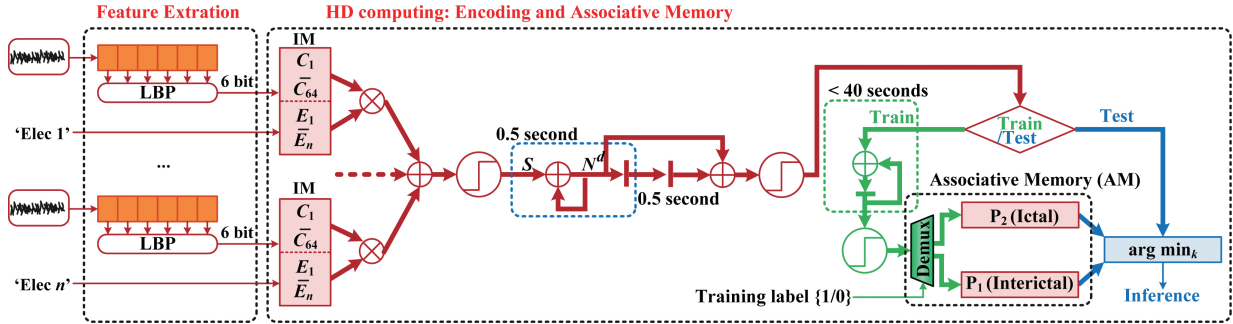 Feature Extration
HD computing: Encoding and Associative Memory
IM
C1
C̅64
E1
E̅n
LBP
6 bit
'Elec 1'
...
IM
C1
C̅64
E1
E̅n
LBP
6 bit
'Elec n'
0.5 second
S
N^d
0.5 second
< 40 seconds
Train
Train
/Test
Test
Associative Memory (AM)
Demux
P2 (Ictal)
P1 (Interictal)
arg min_k
Training label {1/0}
Inference